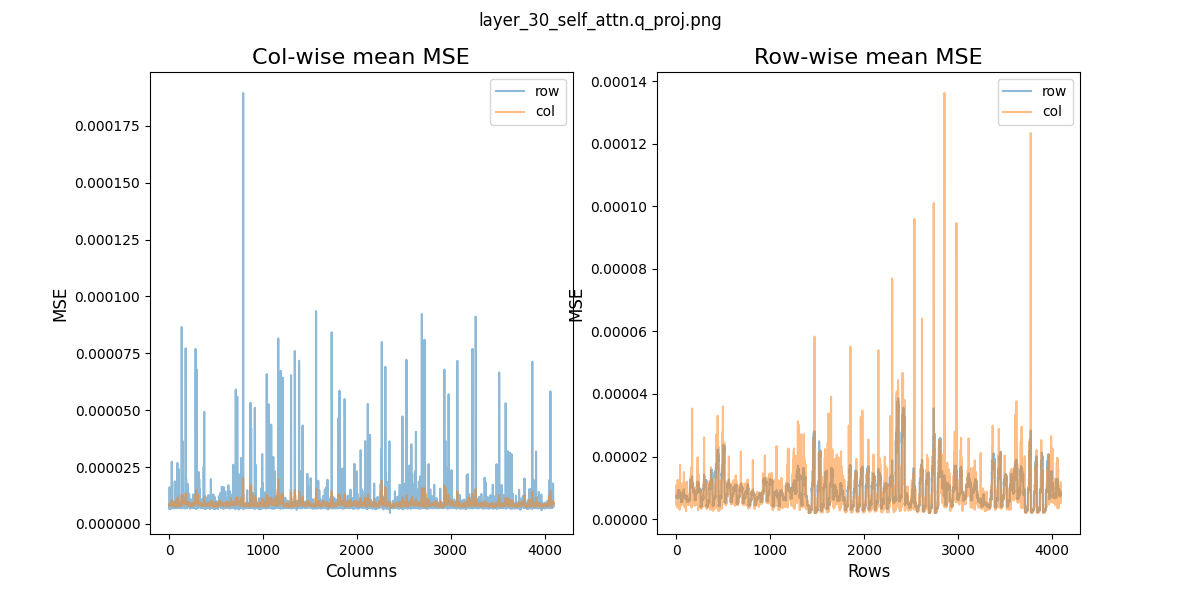 layer_30_self_attn.q_proj.png
Col-wise mean MSE
row
col
0.000175
0.000150
0.000125
0.000100
0.000075
0.000050
0.000025
0.000000
MSE
0
1000
2000
3000
4000
Columns
Row-wise mean MSE
row
col
0.00014
0.00012
0.00010
0.00008
0.00006
0.00004
0.00002
0.00000
MSE
0
1000
2000
3000
4000
Rows